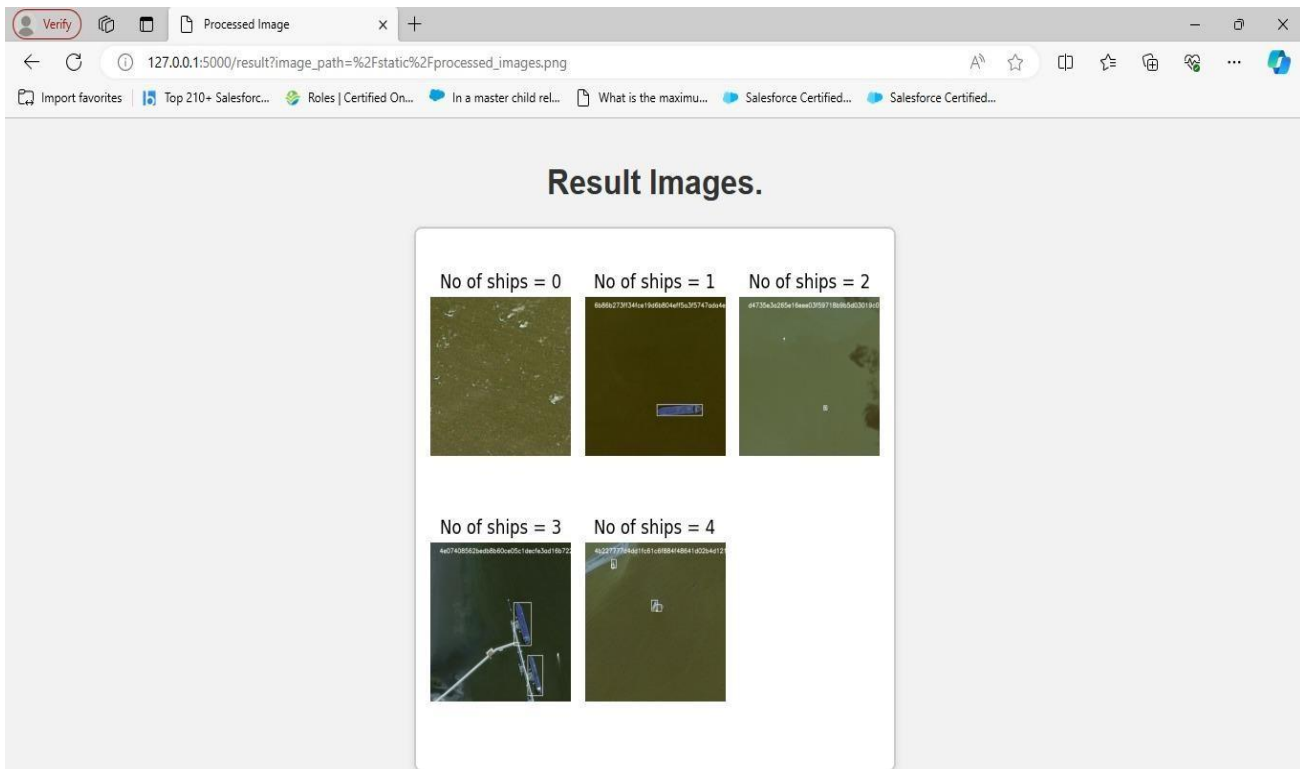 Verify
Processed Image
127.0.0.1:5000/result?image_path=%2Fstatic%2Fprocessed_images.png
Import favorites
Top 210+ Salesforc...
Roles | Certified On...
In a master child rel...
What is the maximu...
Salesforce Certified...
Salesforce Certified...
Result Images.
No of ships = 0
No of ships = 1
No of ships = 2
No of ships = 3
No of ships = 4